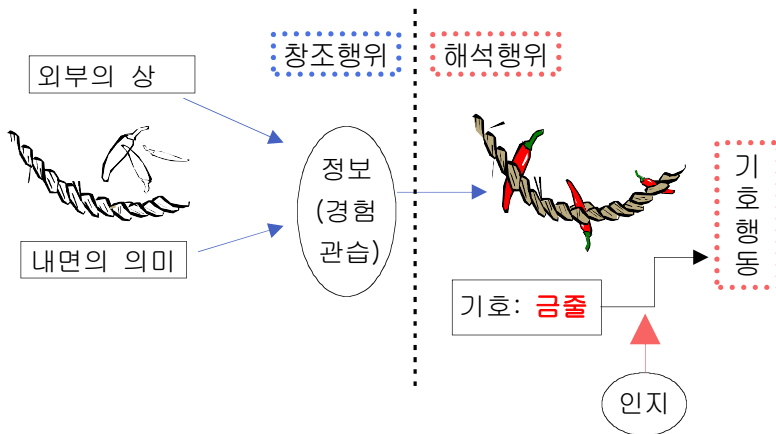 창조행위
해석행위
외부의 상
정보
(경험
관습)
내면의 의미
기호: 금줄
기
호
행
동
인지